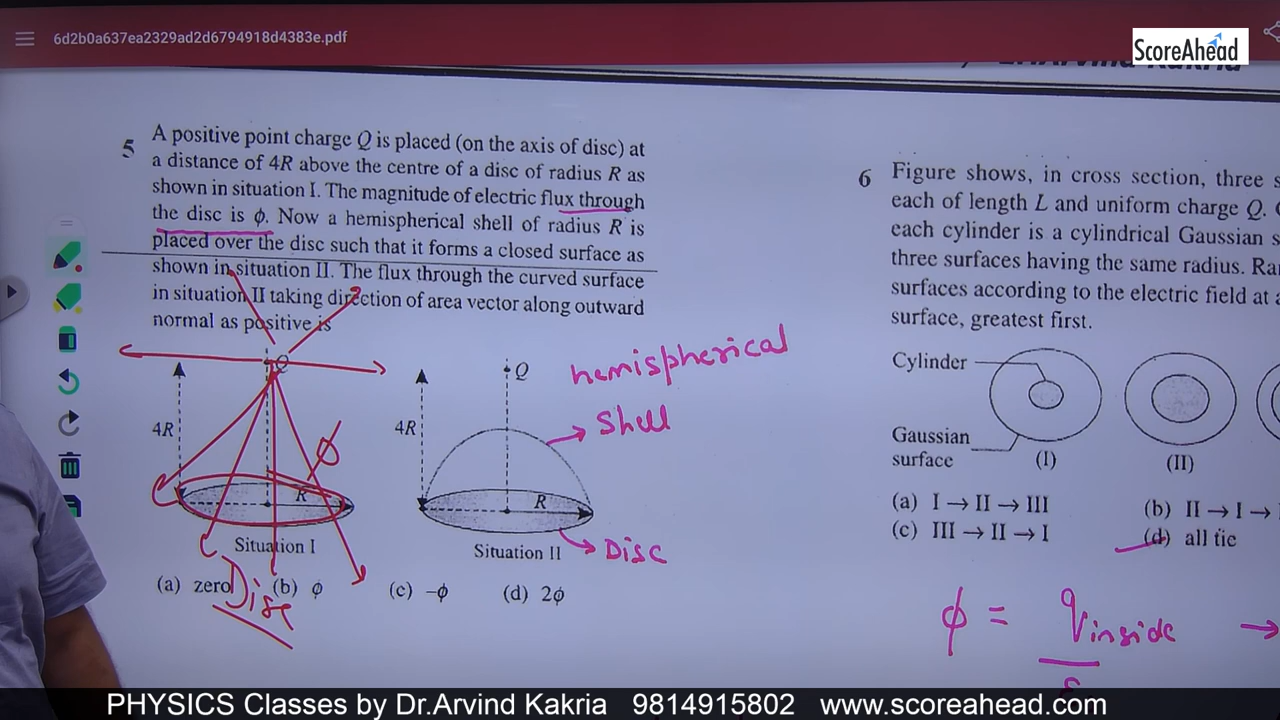 6d2b0a637ea2329ad2d6794918d4383e.pdf
ScoreAhead
5 A positive point charge Q is placed (on the axis of disc) at
a distance of 4R above the centre of a disc of radius R as
shown in situation I. The magnitude of electric flux through
the disc is ϕ. Now a hemispherical shell of radius R is
placed over the disc such that it forms a closed surface as
shown in situation II. The flux through the curved surface
in situation II taking direction of area vector along outward
normal as positive is
Q
4R
ϕ
R
Situation I
Disc
Q
4R
R
Situation II
hemispherical
Shell
Disc
(a) zero (b) ϕ (c) –ϕ (d) 2ϕ
6 Figure shows, in cross section, three s
each of length L and uniform charge Q.
each cylinder is a cylindrical Gaussian s
three surfaces having the same radius. Ra
surfaces according to the electric field at a
surface, greatest first.
Cylinder
Gaussian
surface
(I)
(II)
(a) I → II → III (b) II → I →
(c) III → II → I (d) all tie
ϕ = q inside →
PHYSICS Classes by Dr.Arvind Kakria 9814915802 www.scoreahead.com